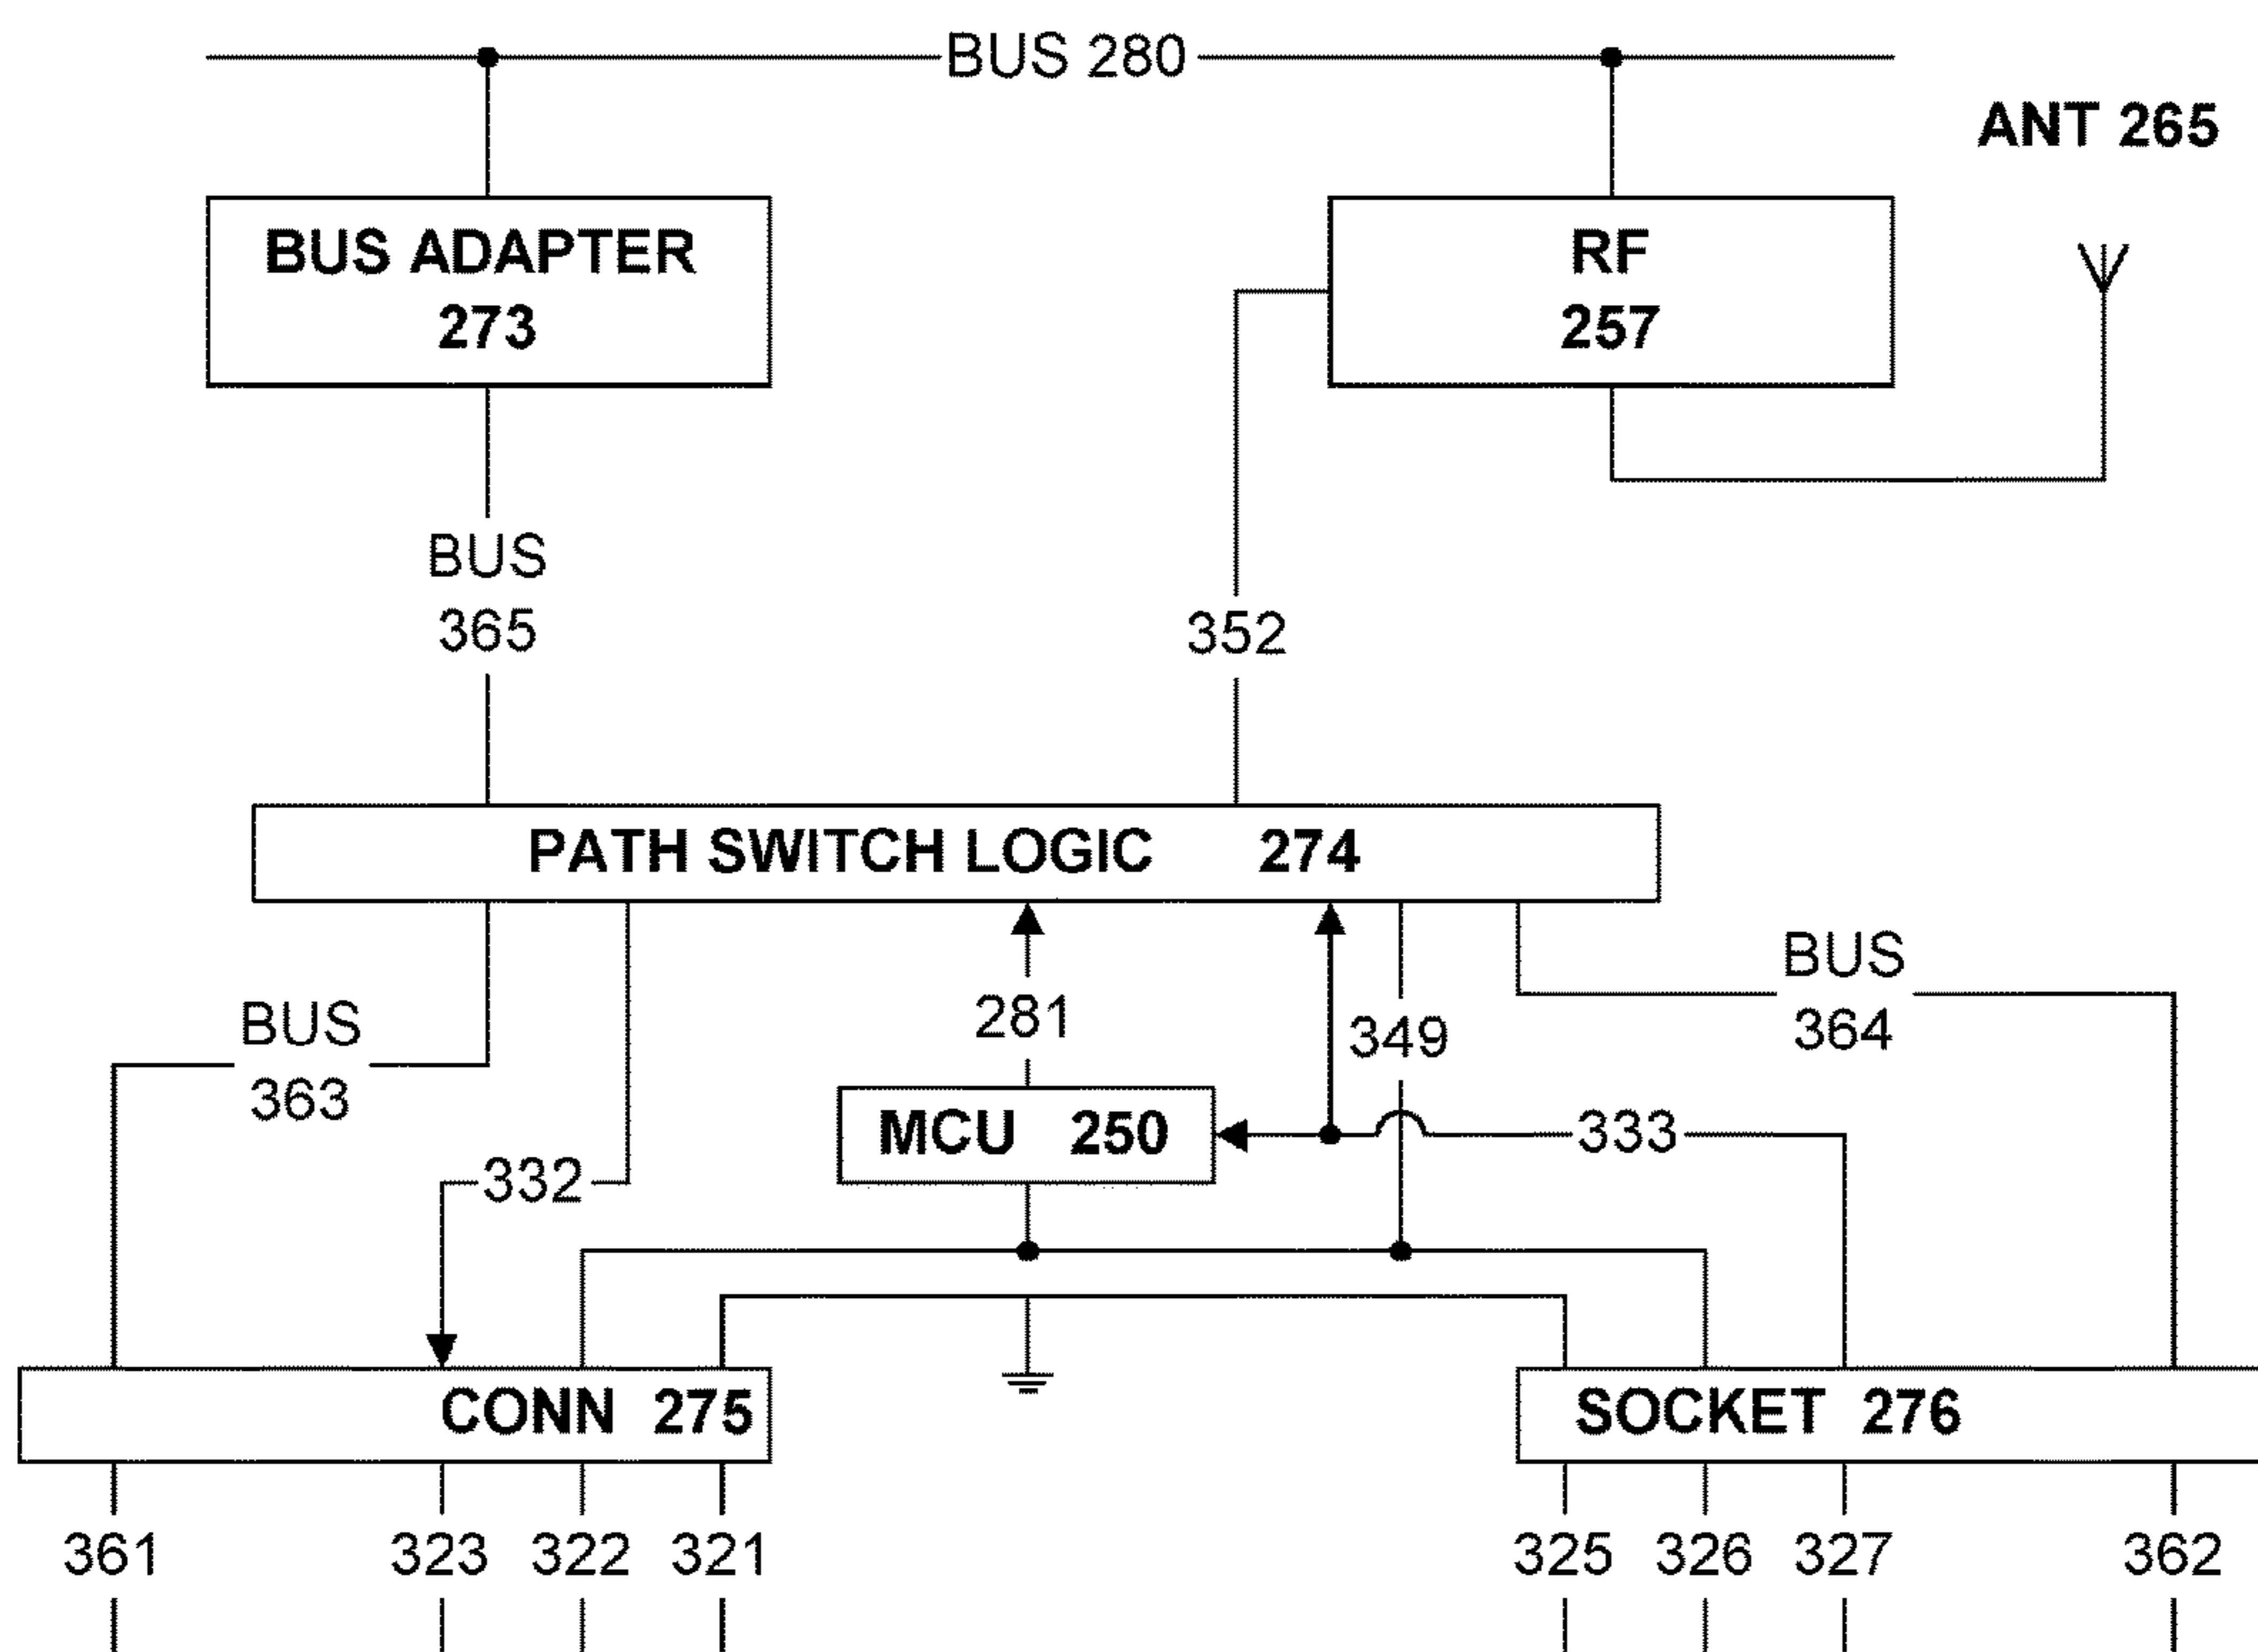 BUS 280
ANT 265
BUS ADAPTER
273
RF
257
BUS
365
352
PATH SWITCH LOGIC 274
BUS
364
281
349
BUS
363
MCU 250
333
332
CONN 275
SOCKET 276
361
323
322
321
325
326
327
362